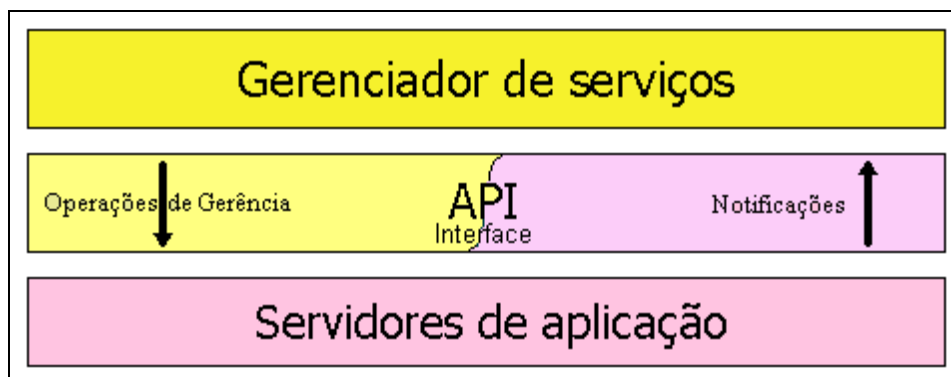 Gerenciador de serviços
Operações de Gerência
API
Interface
Notificações
Servidores de aplicação